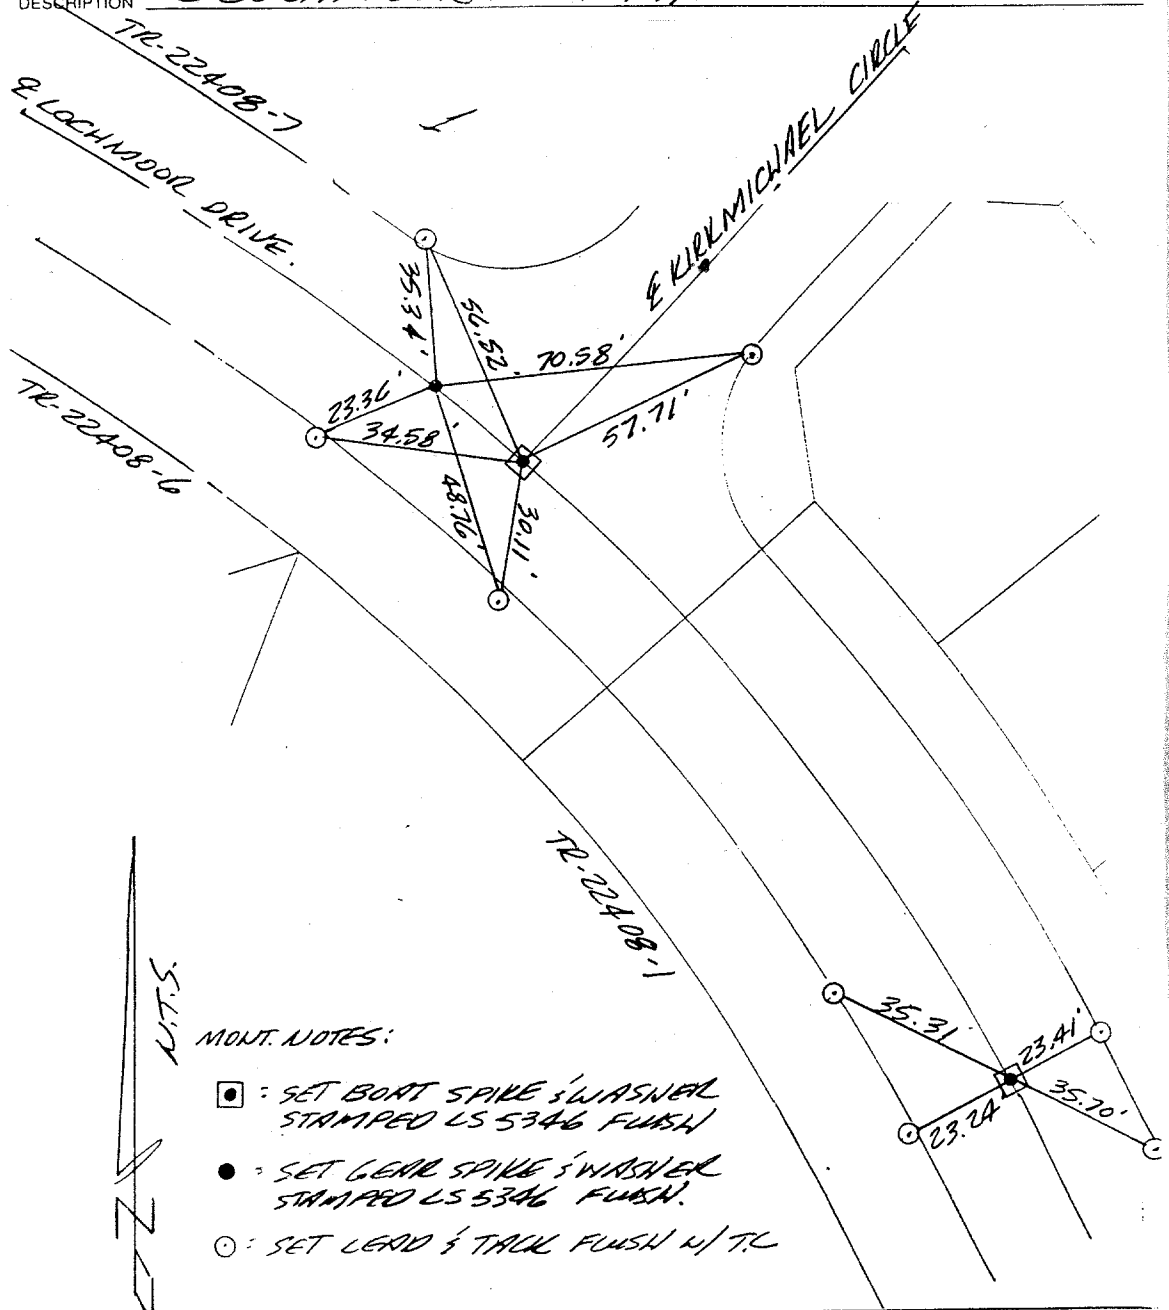 DESCRIPTION
TR-22408-7
℄ LOCHMOOR DRIVE.
1
℄ KIRKMICHAEL CIRCLE
35.34'
56.52'
70.58'
23.36'
34.58'
57.71'
TR-22408-6
48.76'
30.11'
TR-22408-1
N.T.S.
35.31'
23.41'
23.24'
35.70'
MONT. NOTES:
: SET BOAT SPIKE & WASHER
STAMPED LS 5346 FLUSH
: SET GEAR SPIKE & WASHER
STAMPED LS 5346 FLUSH.
: SET LEAD & TACK FLUSH W/ T.C
N